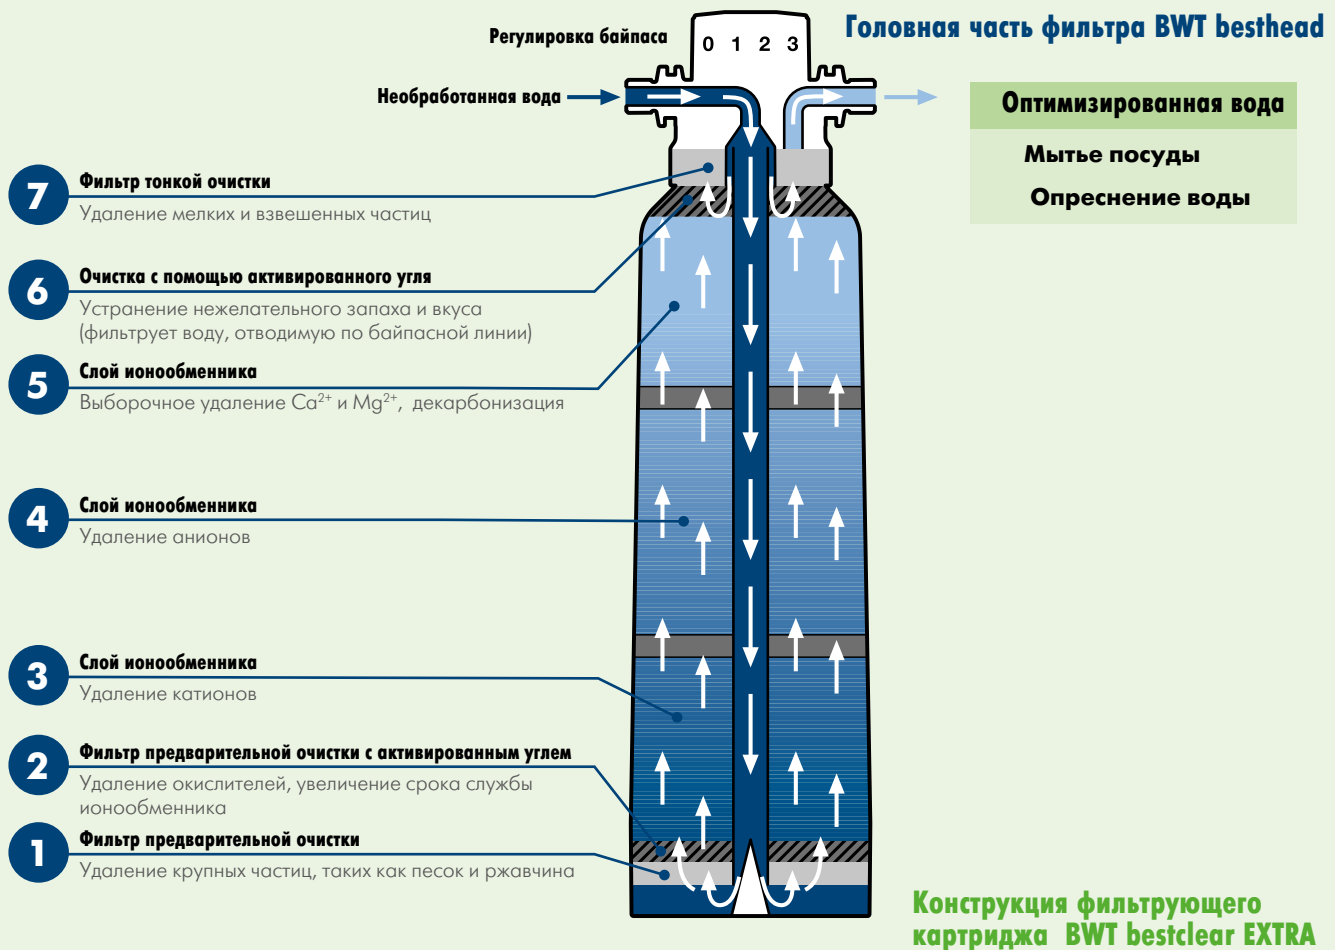 Головная часть фильтра BWT besthead
Регулировка байпаса
0 1 2 3
Необработанная вода
Оптимизированная вода
Мытье посуды
Опреснение воды
7
Фильтр тонкой очистки
Удаление мелких и взвешенных частиц
6
Очистка с помощью активированного угля
Устранение нежелательного запаха и вкуса
(фильтрует воду, отводимую по байпасной линии)
5
Слой ионообменника
Выборочное удаление Ca²⁺ и Mg²⁺, декарбонизация
4
Слой ионообменника
Удаление анионов
3
Слой ионообменника
Удаление катионов
2
Фильтр предварительной очистки с активированным углем
Удаление окислителей, увеличение срока службы
ионообменника
1
Фильтр предварительной очистки
Удаление крупных частиц, таких как песок и ржавчина
Конструкция фильтрующего
картриджа BWT bestclear EXTRA